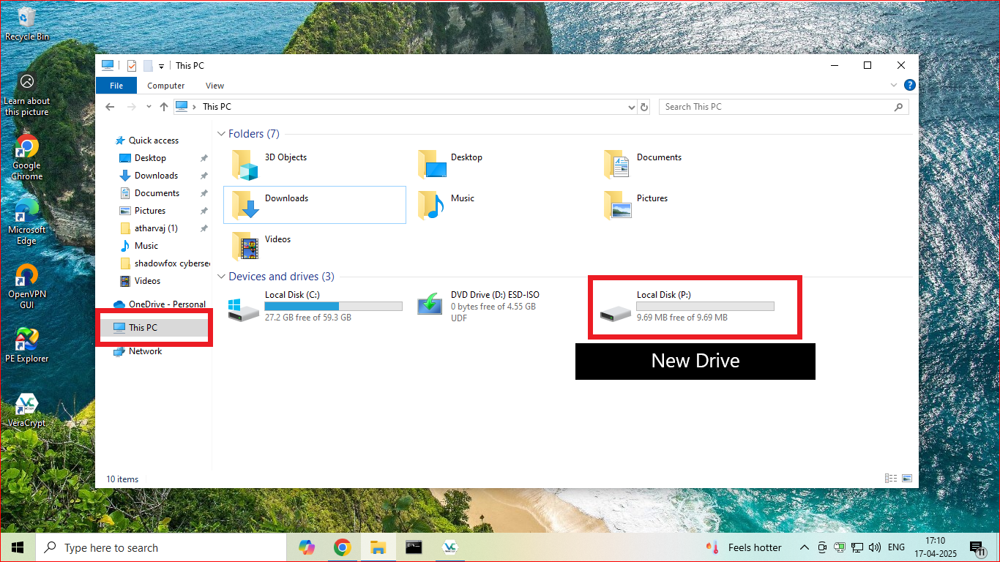 Recycle Bin
Learn about
this picture
Google
Chrome
Microsoft
Edge
OpenVPN
GUI
PE Explorer
VeraCrypt
This PC
File
Computer
View
?
This PC
Search This PC
Quick access
Desktop
Downloads
Documents
Pictures
atharvaj (1)
Music
shadowfox cyberse
Videos
OneDrive - Personal
This PC
Network
Folders (7)
3D Objects
Desktop
Documents
Downloads
Music
Pictures
Videos
Devices and drives (3)
Local Disk (C:)
27.2 GB free of 59.3 GB
DVD Drive (D:) ESD-ISO
0 bytes free of 4.55 GB
UDF
Local Disk (P:)
9.69 MB free of 9.69 MB
New Drive
10 items
Type here to search
Feels hotter
ENG
17:10
17-04-2025
11